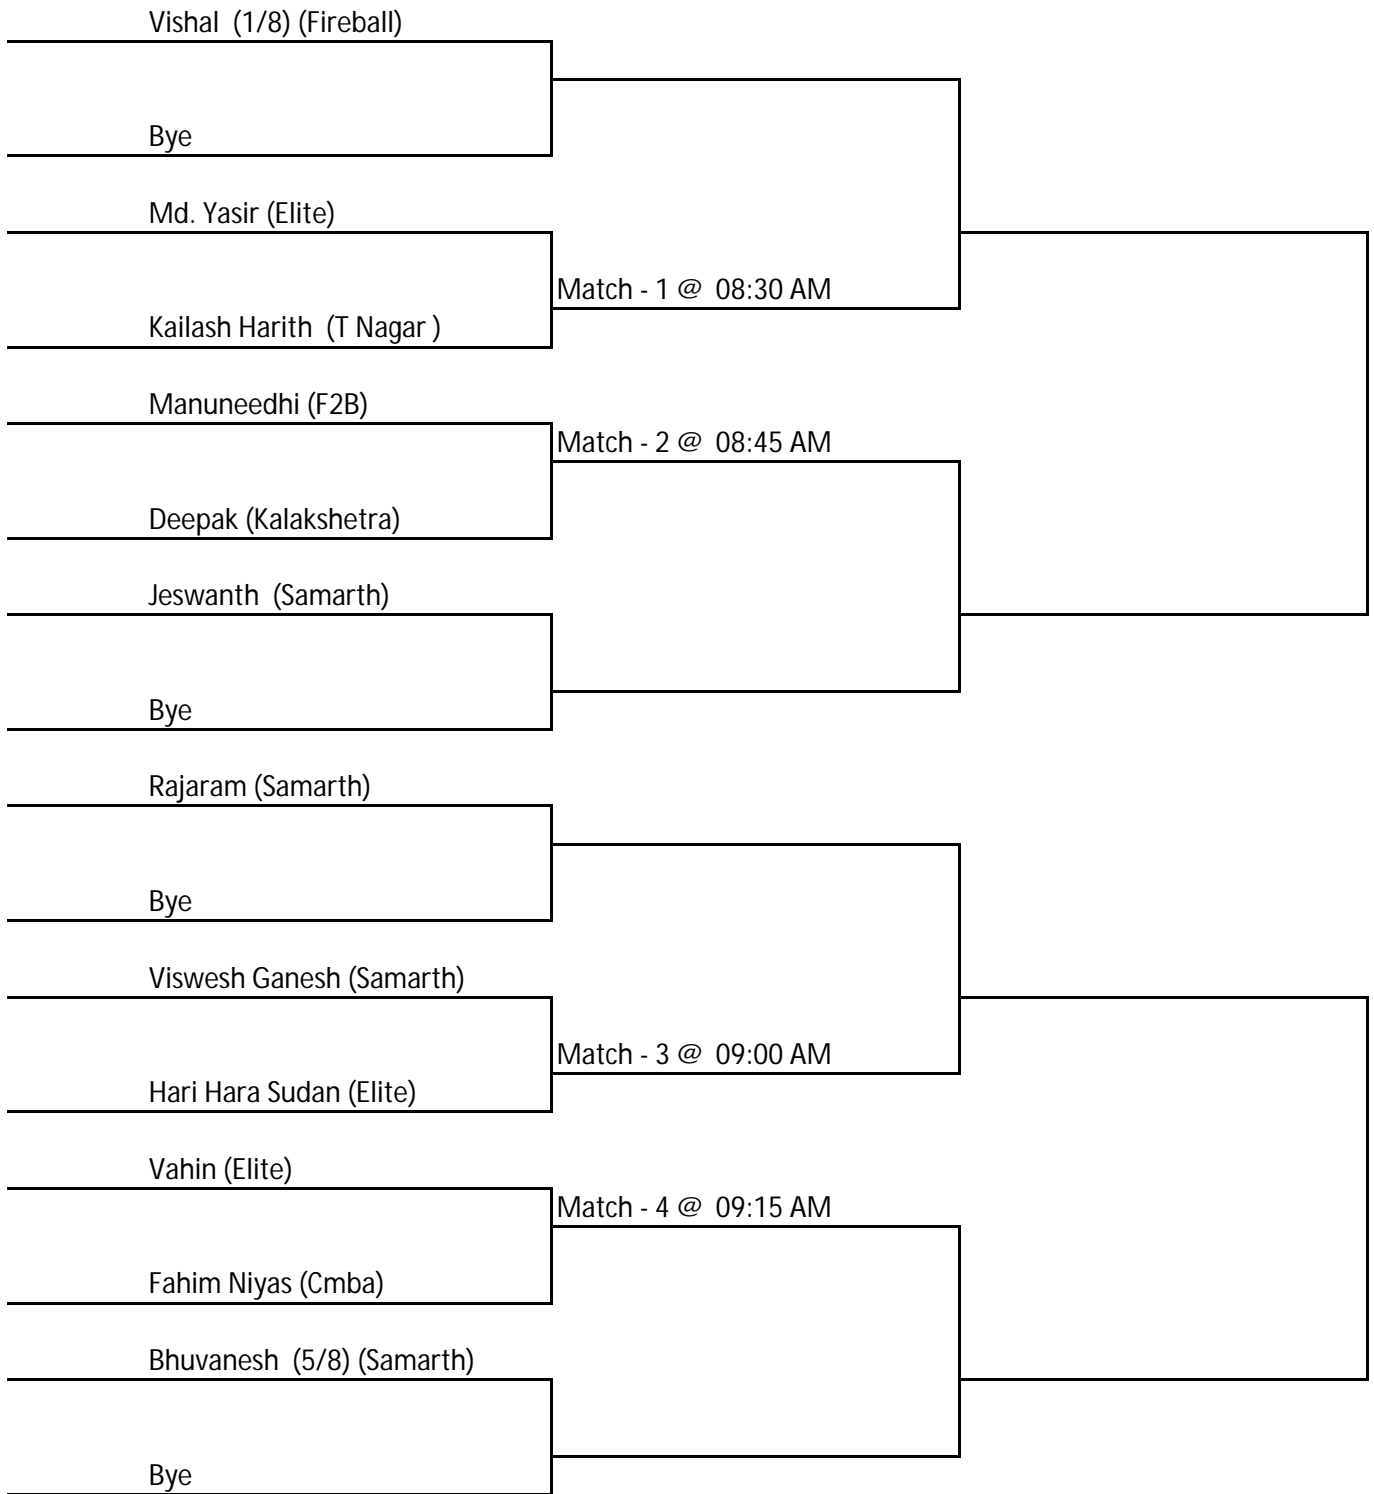 Vishal  (1/8) (Fireball)
Bye
Md. Yasir (Elite)
Match - 1 @  08:30 AM
Kailash Harith  (T Nagar )
Manuneedhi (F2B)
Match - 2 @  08:45 AM
Deepak (Kalakshetra)
Jeswanth  (Samarth)
Bye
Rajaram (Samarth)
Bye
Viswesh Ganesh (Samarth)
Match - 3 @  09:00 AM
Hari Hara Sudan (Elite)
Vahin (Elite)
Match - 4 @  09:15 AM
Fahim Niyas (Cmba)
Bhuvanesh  (5/8) (Samarth)
Bye